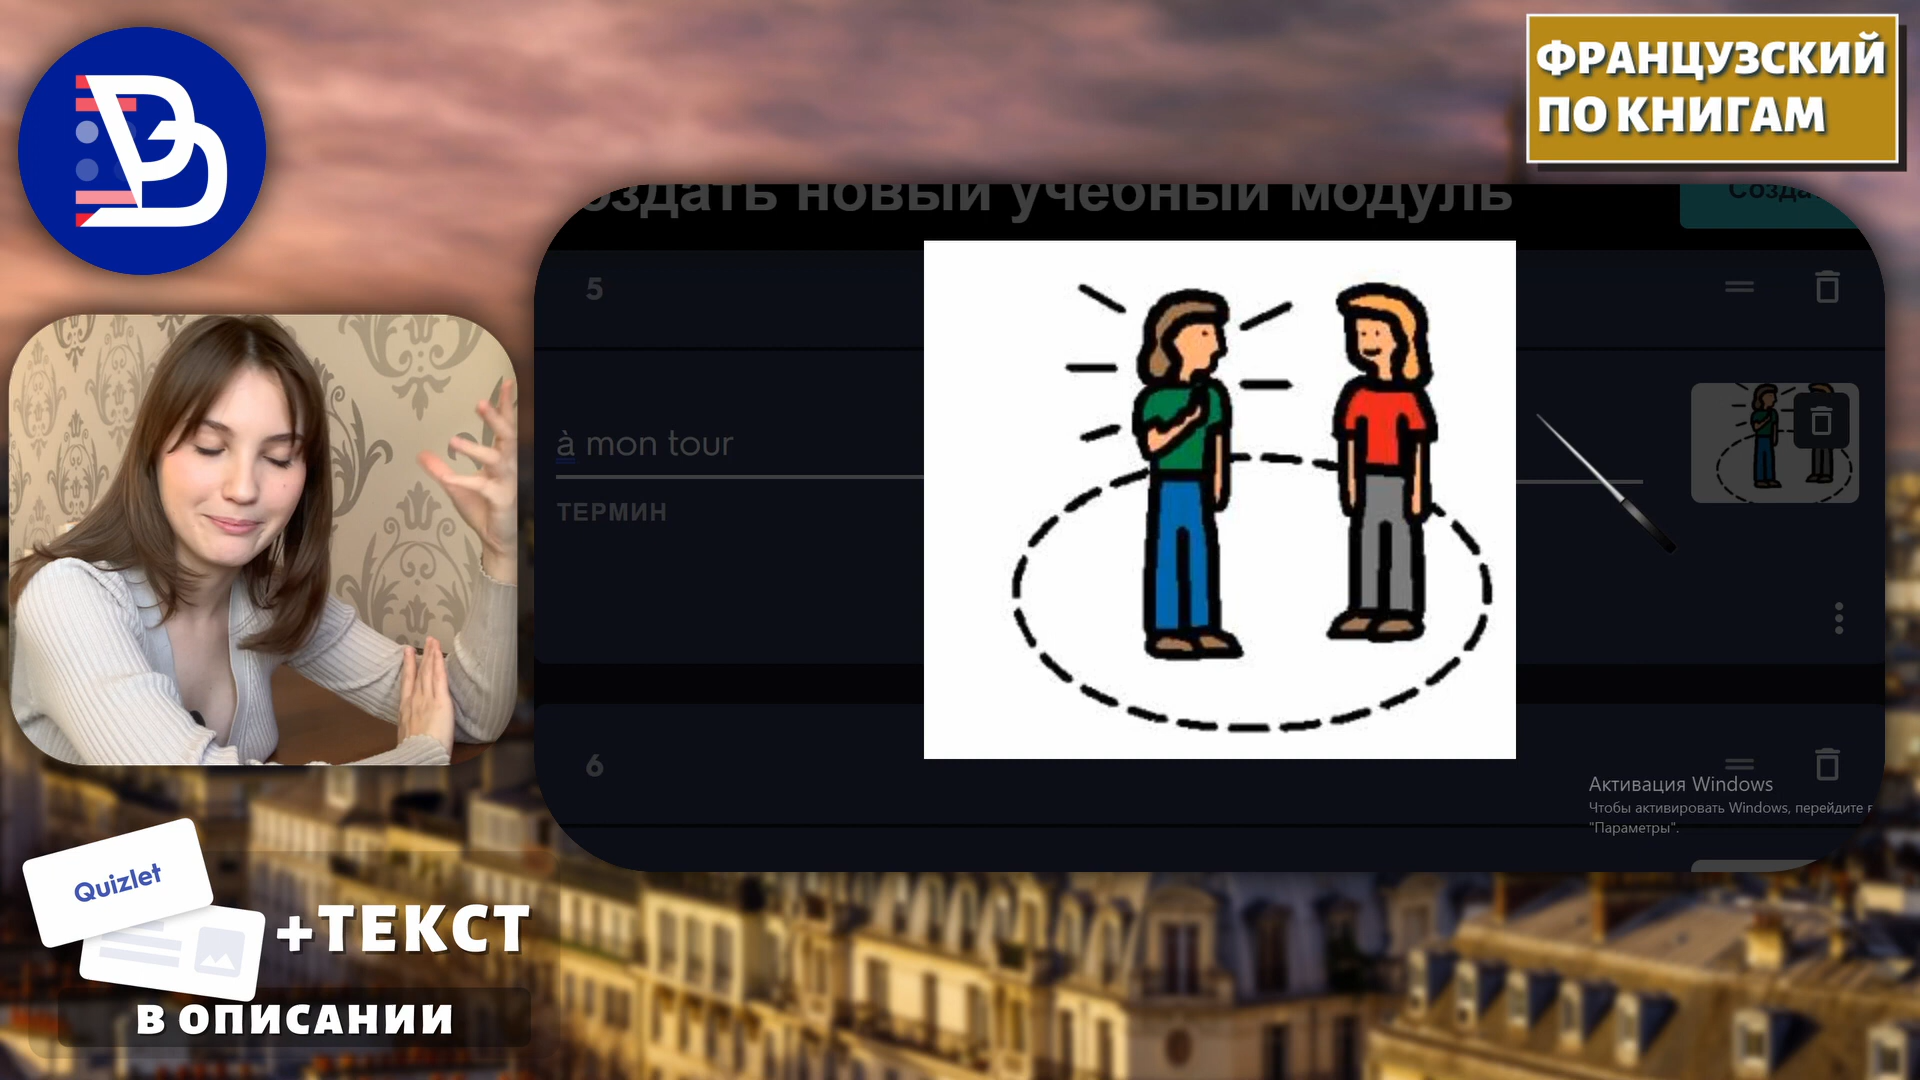 ФРАНЦУЗСКИЙ
ПО КНИГАМ
оздать новый учебный модуль
Созда
5
à mon tour
ТЕРМИН
6
Активация Windows
Чтобы активировать Windows, перейдите в
"Параметры".
Quizlet
+ТЕКСТ
В ОПИСАНИИ